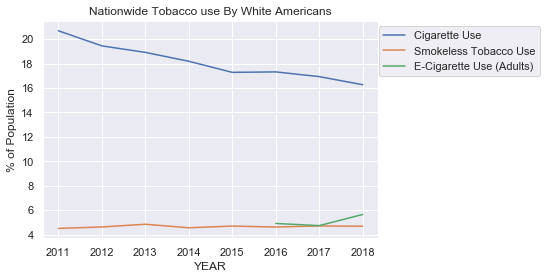 Nationwide Tobacco use By White Americans
Cigarette Use
Smokeless Tobacco Use
E-Cigarette Use (Adults)
% of Population
20
18
16
14
12
10
8
6
4
2011 2012 2013 2014 2015 2016 2017 2018
YEAR